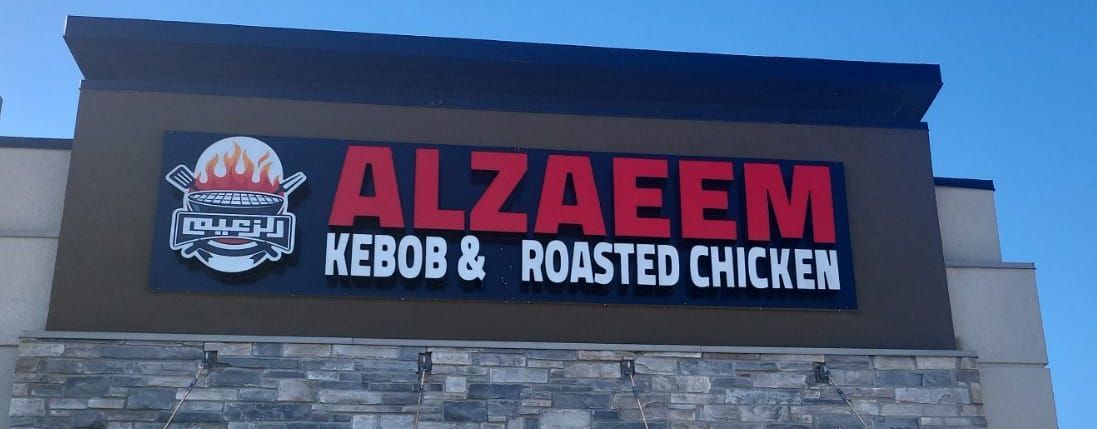 الزعيم
ALZAEEM
KEBOB & ROASTED CHICKEN